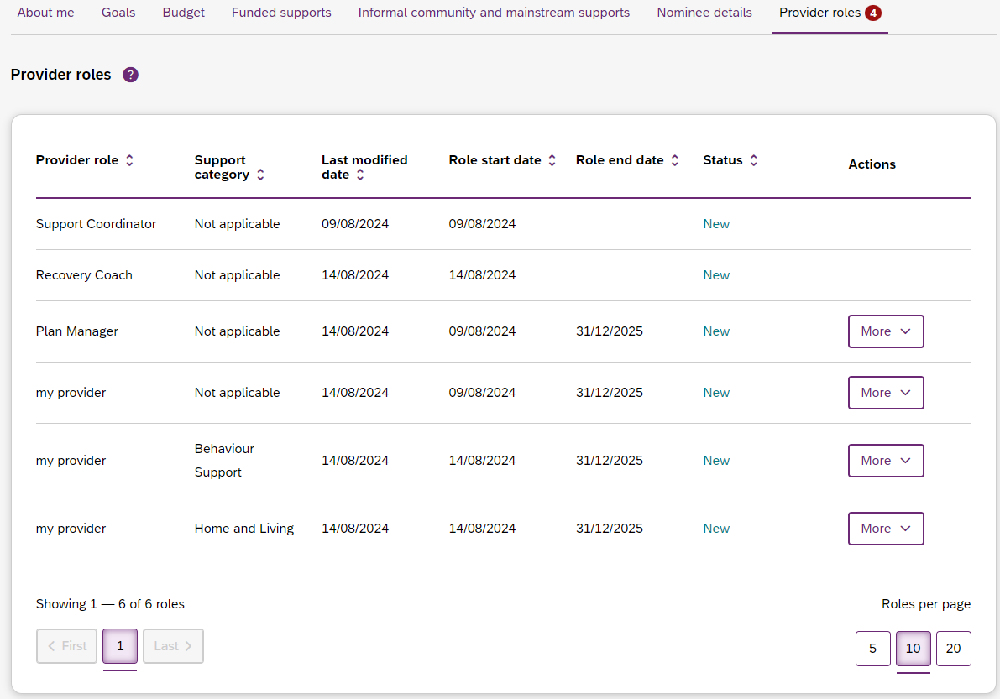 About me Goals Budget Funded supports Informal community and mainstream supports Nominee details Provider roles 4
Provider roles ?
Provider role Support category Last modified date Role start date Role end date Status Actions
Support Coordinator Not applicable 09/08/2024 09/08/2024 New
Recovery Coach Not applicable 14/08/2024 14/08/2024 New
Plan Manager Not applicable 14/08/2024 09/08/2024 31/12/2025 New More
my provider Not applicable 14/08/2024 09/08/2024 31/12/2025 New More
my provider Behaviour Support 14/08/2024 14/08/2024 31/12/2025 New More
my provider Home and Living 14/08/2024 14/08/2024 31/12/2025 New More
Showing 1 — 6 of 6 roles Roles per page
First 1 Last 5 10 20